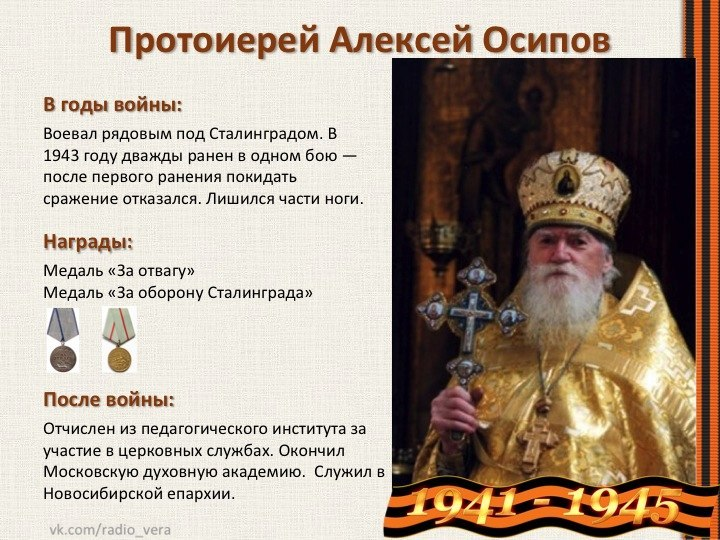 Протоиерей Алексей Осипов
В годы войны:
Воевал рядовым под Сталинградом. В
1943 году дважды ранен в одном бою —
после первого ранения покидать
сражение отказался. Лишился части ноги.
Награды:
Медаль «За отвагу»
Медаль «За оборону Сталинграда»
После войны:
Отчислен из педагогического института за
участие в церковных службах. Окончил
Московскую духовную академию.  Служил в
Новосибирской епархии.
vk.com/radio_vera
1941 - 1945